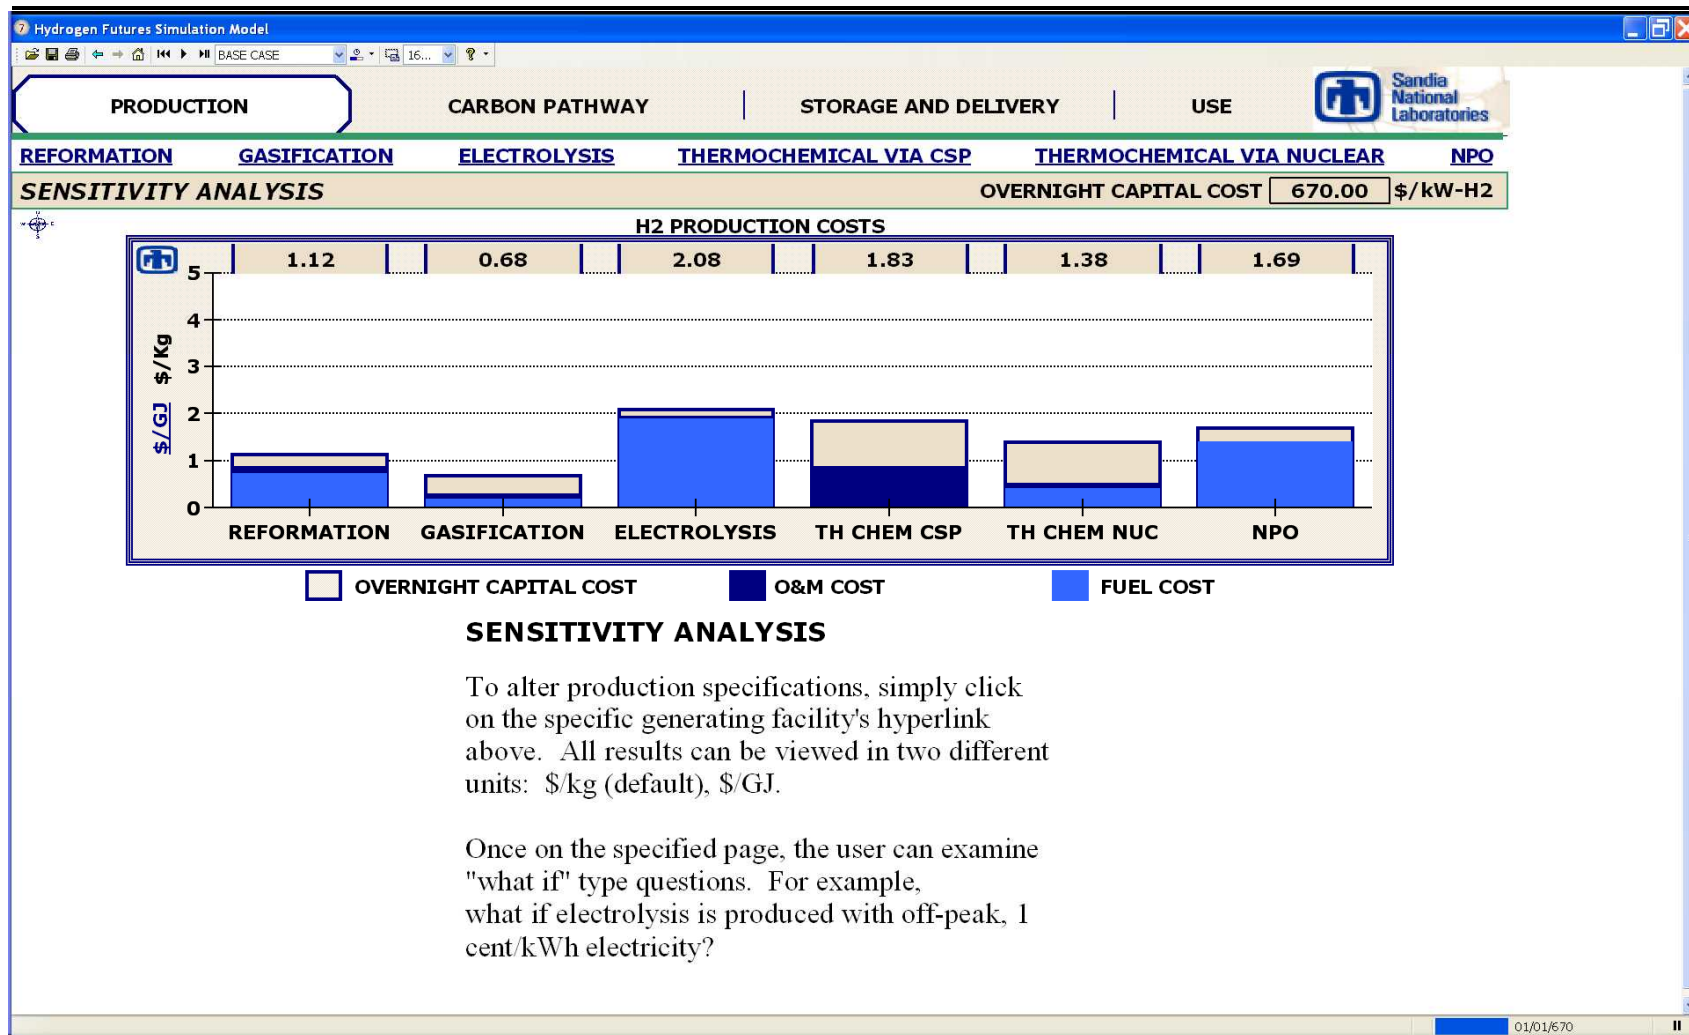 Hydrogen Futures Simulation Model
BASE CASE 16...
PRODUCTION CARBON PATHWAY STORAGE AND DELIVERY USE
Sandia
National
Laboratories
REFORMATION GASIFICATION ELECTROLYSIS THERMOCHEMICAL VIA CSP THERMOCHEMICAL VIA NUCLEAR NPO
SENSITIVITY ANALYSIS OVERNIGHT CAPITAL COST 670.00 $/kW-H2
H2 PRODUCTION COSTS
1.12 0.68 2.08 1.83 1.38 1.69
5
4
3
2
1
0
$/GJ $/Kg
REFORMATION GASIFICATION ELECTROLYSIS TH CHEM CSP TH CHEM NUC NPO
OVERNIGHT CAPITAL COST O&M COST FUEL COST
SENSITIVITY ANALYSIS
To alter production specifications, simply click
on the specific generating facility's hyperlink
above. All results can be viewed in two different
units: $/kg (default), $/GJ.
Once on the specified page, the user can examine
"what if" type questions. For example,
what if electrolysis is produced with off-peak, 1
cent/kWh electricity?
01/01/670